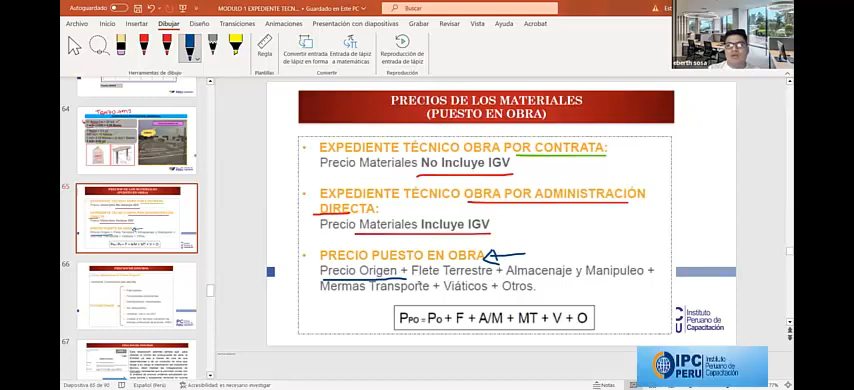 Autoguardado
MODULO 1 EXPEDIENTE TECN... • Guardado en Este PC
Buscar
Archivo Inicio Insertar Dibujar Diseño Transiciones Animaciones Presentación con diapositivas Grabar Revisar Vista Ayuda Acrobat
Regla
Convertir entrada de lápiz en forma
Entrada de lápiz a matemáticas
Reproducción de entrada de lápiz
Herramientas de dibujo
Plantillas
Convertir
Reproducción
eberth sosa
64
65
66
67
PRECIOS DE LOS MATERIALES
(PUESTO EN OBRA)
• EXPEDIENTE TÉCNICO OBRA POR CONTRATA:
Precio Materiales No Incluye IGV
• EXPEDIENTE TÉCNICO OBRA POR ADMINISTRACIÓN
DIRECTA:
Precio Materiales Incluye IGV
• PRECIO PUESTO EN OBRA
Precio Origen + Flete Terrestre + Almacenaje y Manipuleo +
Mermas Transporte + Viáticos + Otros.
PPO = PO + F + A/M + MT + V + O
Instituto
Peruano de
Capacitación
IPC
PERU
Instituto
Peruano de
Capacitación
Diapositiva 65 de 90
Español (Perú)
Accesibilidad: es necesario investigar
Notas
77%